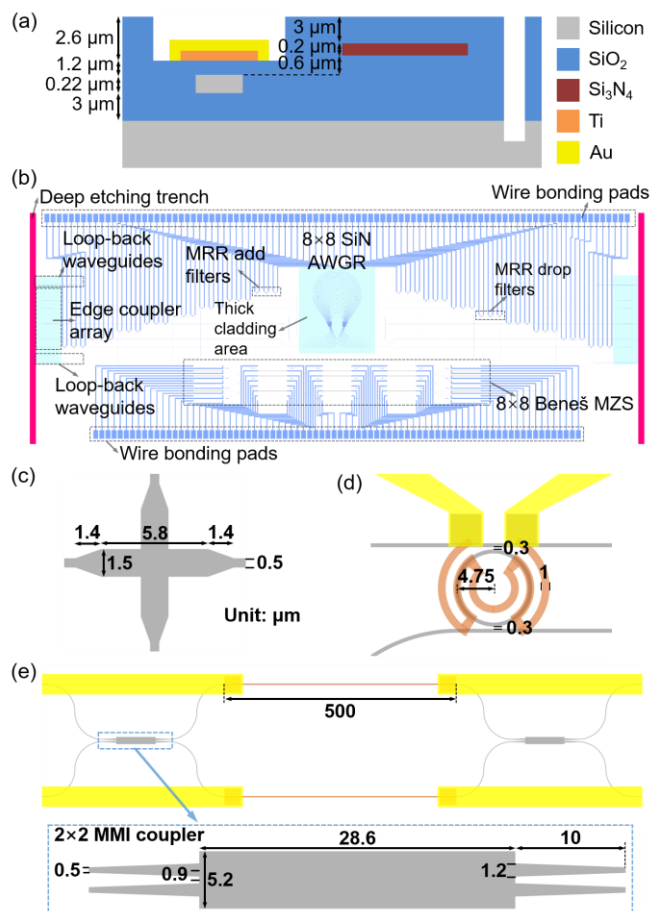 (a)
2.6 μm
1.2 μm
0.22 μm
3 μm
3 μm
0.2 μm
0.6 μm
Silicon
SiO₂
Si₃N₄
Ti
Au
(b)
Deep etching trench
Wire bonding pads
Loop-back
waveguides
MRR add
filters
8×8 SiN
AWGR
MRR drop
filters
Edge coupler
array
Thick
cladding
area
Loop-back
waveguides
8×8 Beneš MZS
Wire bonding pads
(c)
1.4
5.8
1.4
1.5
0.5
Unit: μm
(d)
0.3
4.75
1
0.3
(e)
500
2×2 MMI coupler
28.6
10
0.5
0.9
5.2
1.2